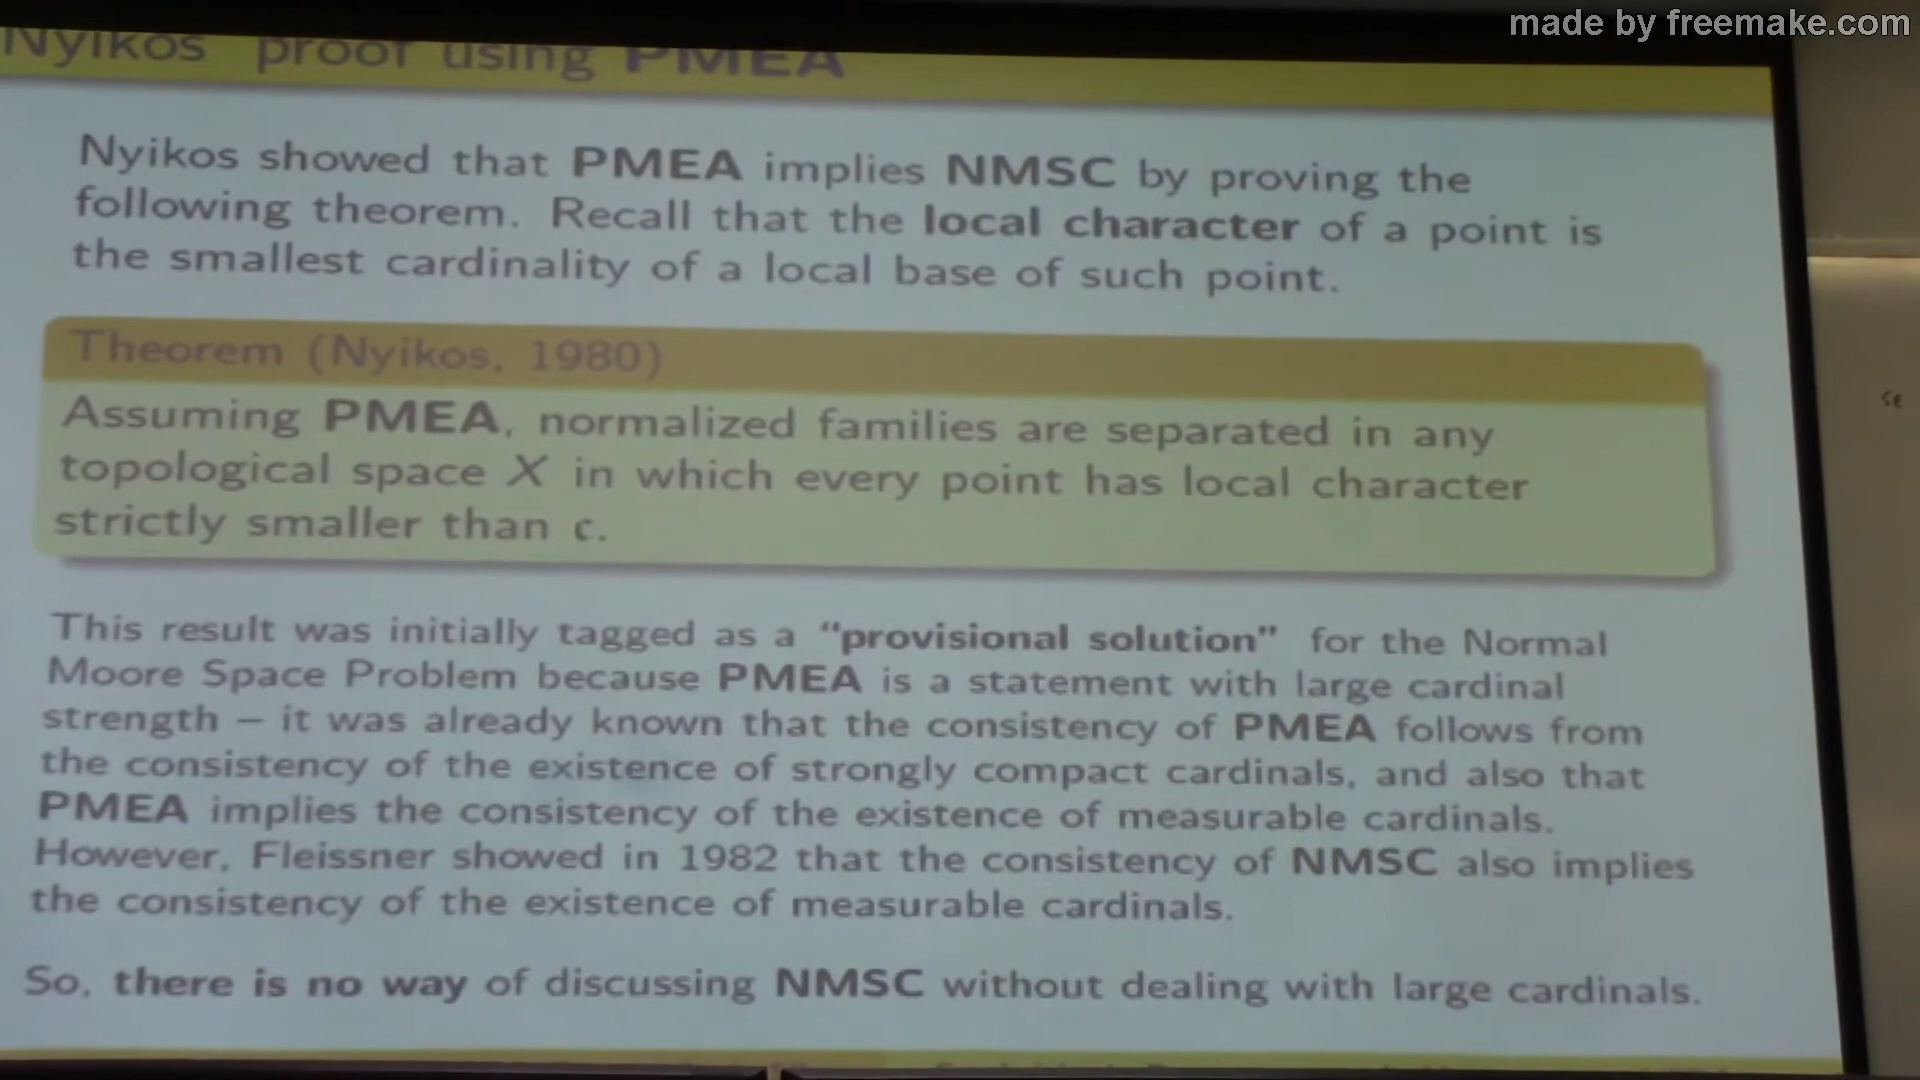 made by freemake.com
Nyikos' proof using PMEA
Nyikos showed that PMEA implies NMSC by proving the
following theorem. Recall that the local character of a point is
the smallest cardinality of a local base of such point.
Theorem (Nyikos, 1980)
Assuming PMEA, normalized families are separated in any
topological space X in which every point has local character
strictly smaller than c.
This result was initially tagged as a “provisional solution” for the Normal
Moore Space Problem because PMEA is a statement with large cardinal
strength – it was already known that the consistency of PMEA follows from
the consistency of the existence of strongly compact cardinals, and also that
PMEA implies the consistency of the existence of measurable cardinals.
However, Fleissner showed in 1982 that the consistency of NMSC also implies
the consistency of the existence of measurable cardinals.
So, there is no way of discussing NMSC without dealing with large cardinals.